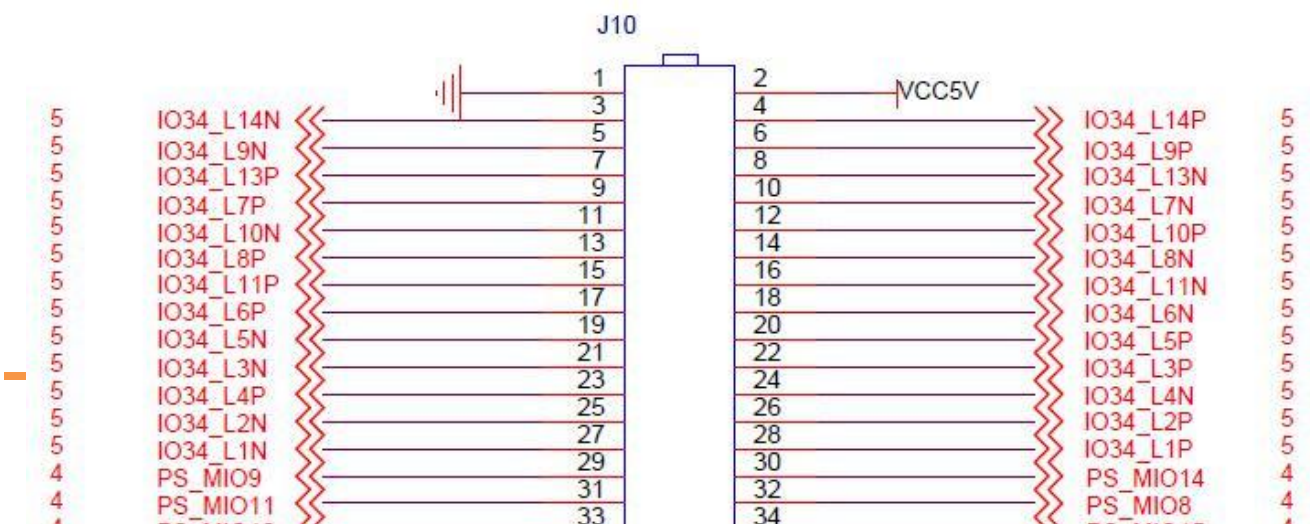 J10
1 2 VCC5V
3 4
5 IO34_L14N 5 6 IO34_L14P 5
5 IO34_L9N 7 8 IO34_L9P 5
5 IO34_L13P 9 10 IO34_L13N 5
5 IO34_L7P 11 12 IO34_L7N 5
5 IO34_L10N 13 14 IO34_L10P 5
5 IO34_L8P 15 16 IO34_L8N 5
5 IO34_L11P 17 18 IO34_L11N 5
5 IO34_L6P 19 20 IO34_L6N 5
5 IO34_L5N 21 22 IO34_L5P 5
5 IO34_L3N 23 24 IO34_L3P 5
5 IO34_L4P 25 26 IO34_L4N 5
5 IO34_L2N 27 28 IO34_L2P 5
5 IO34_L1N 29 30 IO34_L1P 5
4 PS_MIO9 31 32 PS_MIO14 4
4 PS_MIO11 33 34 PS_MIO8 4